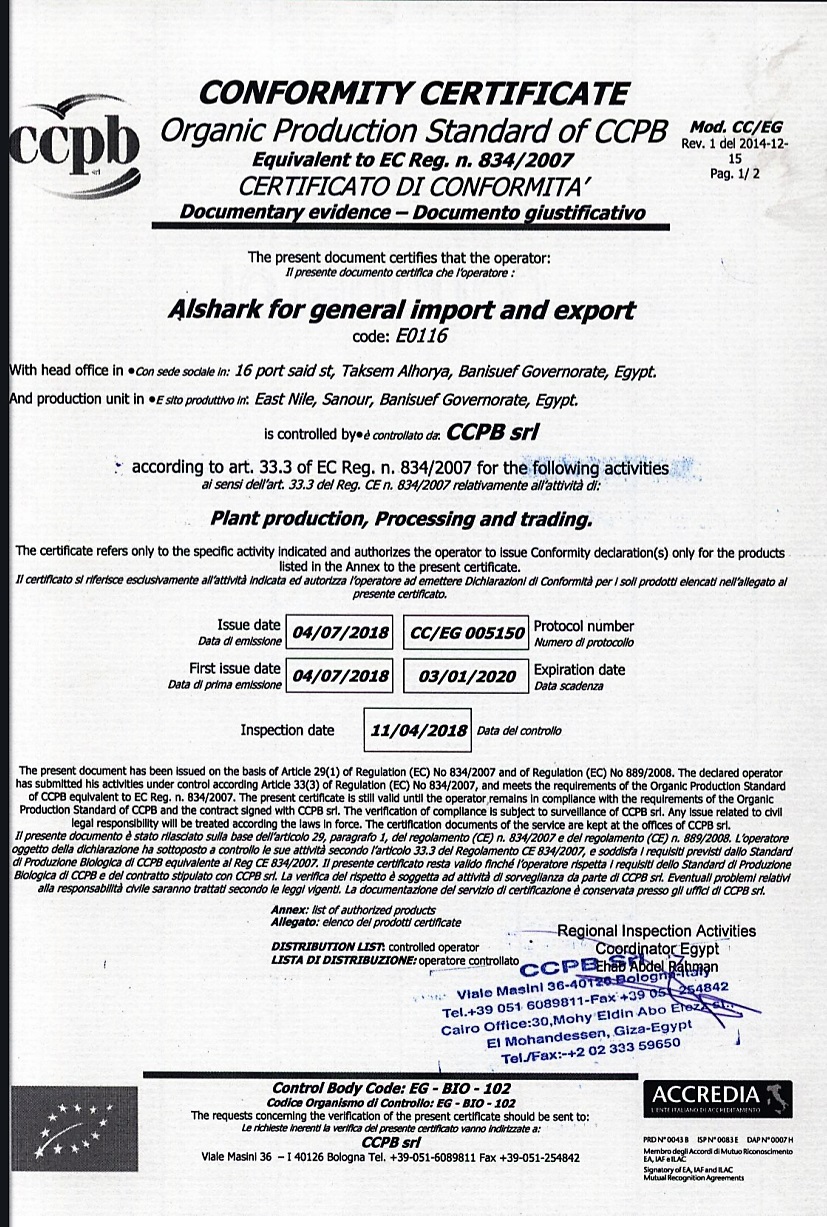 ccpb
srl
CONFORMITY CERTIFICATE
Organic Production Standard of CCPB
Equivalent to EC Reg. n. 834/2007
CERTIFICATO DI CONFORMITA’
Documentary evidence – Documento giustificativo
Mod. CC/EG
Rev. 1 del 2014-12-
15
Pag. 1/ 2
The present document certifies that the operator:
Il presente documento certifica che l'operatore :
Alshark for general import and export
code: E0116
With head office in •Con sede sociale in: 16 port said st, Taksem Alhorya, Banisuef Governorate, Egypt.
And production unit in •E sito produttivo in: East Nile, Sanour, Banisuef Governorate, Egypt.
is controlled by•è controllato da: CCPB srl
according to art. 33.3 of EC Reg. n. 834/2007 for the following activities
ai sensi dell'art. 33.3 del Reg. CE n. 834/2007 relativamente all'attività di:
Plant production, Processing and trading.
The certificate refers only to the specific activity indicated and authorizes the operator to issue Conformity declaration(s) only for the products
listed in the Annex to the present certificate.
Il certificato si riferisce esclusivamente all'attività indicata ed autorizza l'operatore ad emettere Dichiarazioni di Conformità per i soli prodotti elencati nell'allegato al
presente certificato.
Issue date 04/07/2018 CC/EG 005150 Protocol number
Data di emissione Numero di protocollo
First issue date 04/07/2018 03/01/2020 Expiration date
Data di prima emissione Data scadenza
Inspection date 11/04/2018 Data del controllo
The present document has been issued on the basis of Article 29(1) of Regulation (EC) No 834/2007 and of Regulation (EC) No 889/2008. The declared operator
has submitted his activities under control according Article 33(3) of Regulation (EC) No 834/2007, and meets the requirements of the Organic Production Standard
of CCPB equivalent to EC Reg. n. 834/2007. The present certificate is still valid until the operator remains in compliance with the requirements of the Organic
Production Standard of CCPB and the contract signed with CCPB srl. The verification of compliance is subject to surveillance of CCPB srl. Any issue related to civil
legal responsibility will be treated according the laws in force. The certification documents of the service are kept at the offices of CCPB srl.
Il presente documento è stato rilasciato sulla base dell'articolo 29, paragrafo 1, del regolamento (CE) n. 834/2007 e del regolamento (CE) n. 889/2008. L'operatore
oggetto della dichiarazione ha sottoposto a controllo le sue attività secondo l'articolo 33.3 del Regolamento CE 834/2007, e soddisfa i requisiti previsti dallo Standard
di Produzione Biologica di CCPB equivalente al Reg CE 834/2007. Il presente certificato resta valido finché l'operatore rispetta i requisiti dello Standard di Produzione
Biologica di CCPB e del contratto stipulato con CCPB srl. La verifica del rispetto è soggetta ad attività di sorveglianza da parte di CCPB srl. Eventuali problemi relativi
alla responsabilità civile saranno trattati secondo le leggi vigenti. La documentazione del servizio di certificazione è conservata presso gli uffici di CCPB srl.
Annex: list of authorized products
Allegato: elenco dei prodotti certificate
DISTRIBUTION LIST: controlled operator
LISTA DI DISTRIBUZIONE: operatore controllato
Regional Inspection Activities
Coordinator Egypt
Ehab Abdel Rahman
CCPB Srl
Viale Masini 36-40126 Bologna-Italy
Tel.+39 051 6089811-Fax +39 051 254842
Cairo Office:30,Mohy Eldin Abo Elezz st.:
El Mohandessen, Giza-Egypt
Tel./Fax:-+2 02 333 59650
Control Body Code: EG - BIO - 102
Codice Organismo di Controllo: EG - BIO - 102
The requests concerning the verification of the present certificate should be sent to:
Le richieste inerenti la verifica del presente certificato vanno indirizzate a:
CCPB srl
Viale Masini 36 – I 40126 Bologna Tel. +39-051-6089811 Fax +39-051-254842
ACCREDIA
L'ENTE ITALIANO DI ACCREDITAMENTO
PRD N° 0043 B ISP N° 0083 E DAP N° 0007 H
Membro degli Accordi di Mutuo Riconoscimento
EA, IAF e ILAC
Signatory of EA, IAF and ILAC
Mutual Recognition Agreements